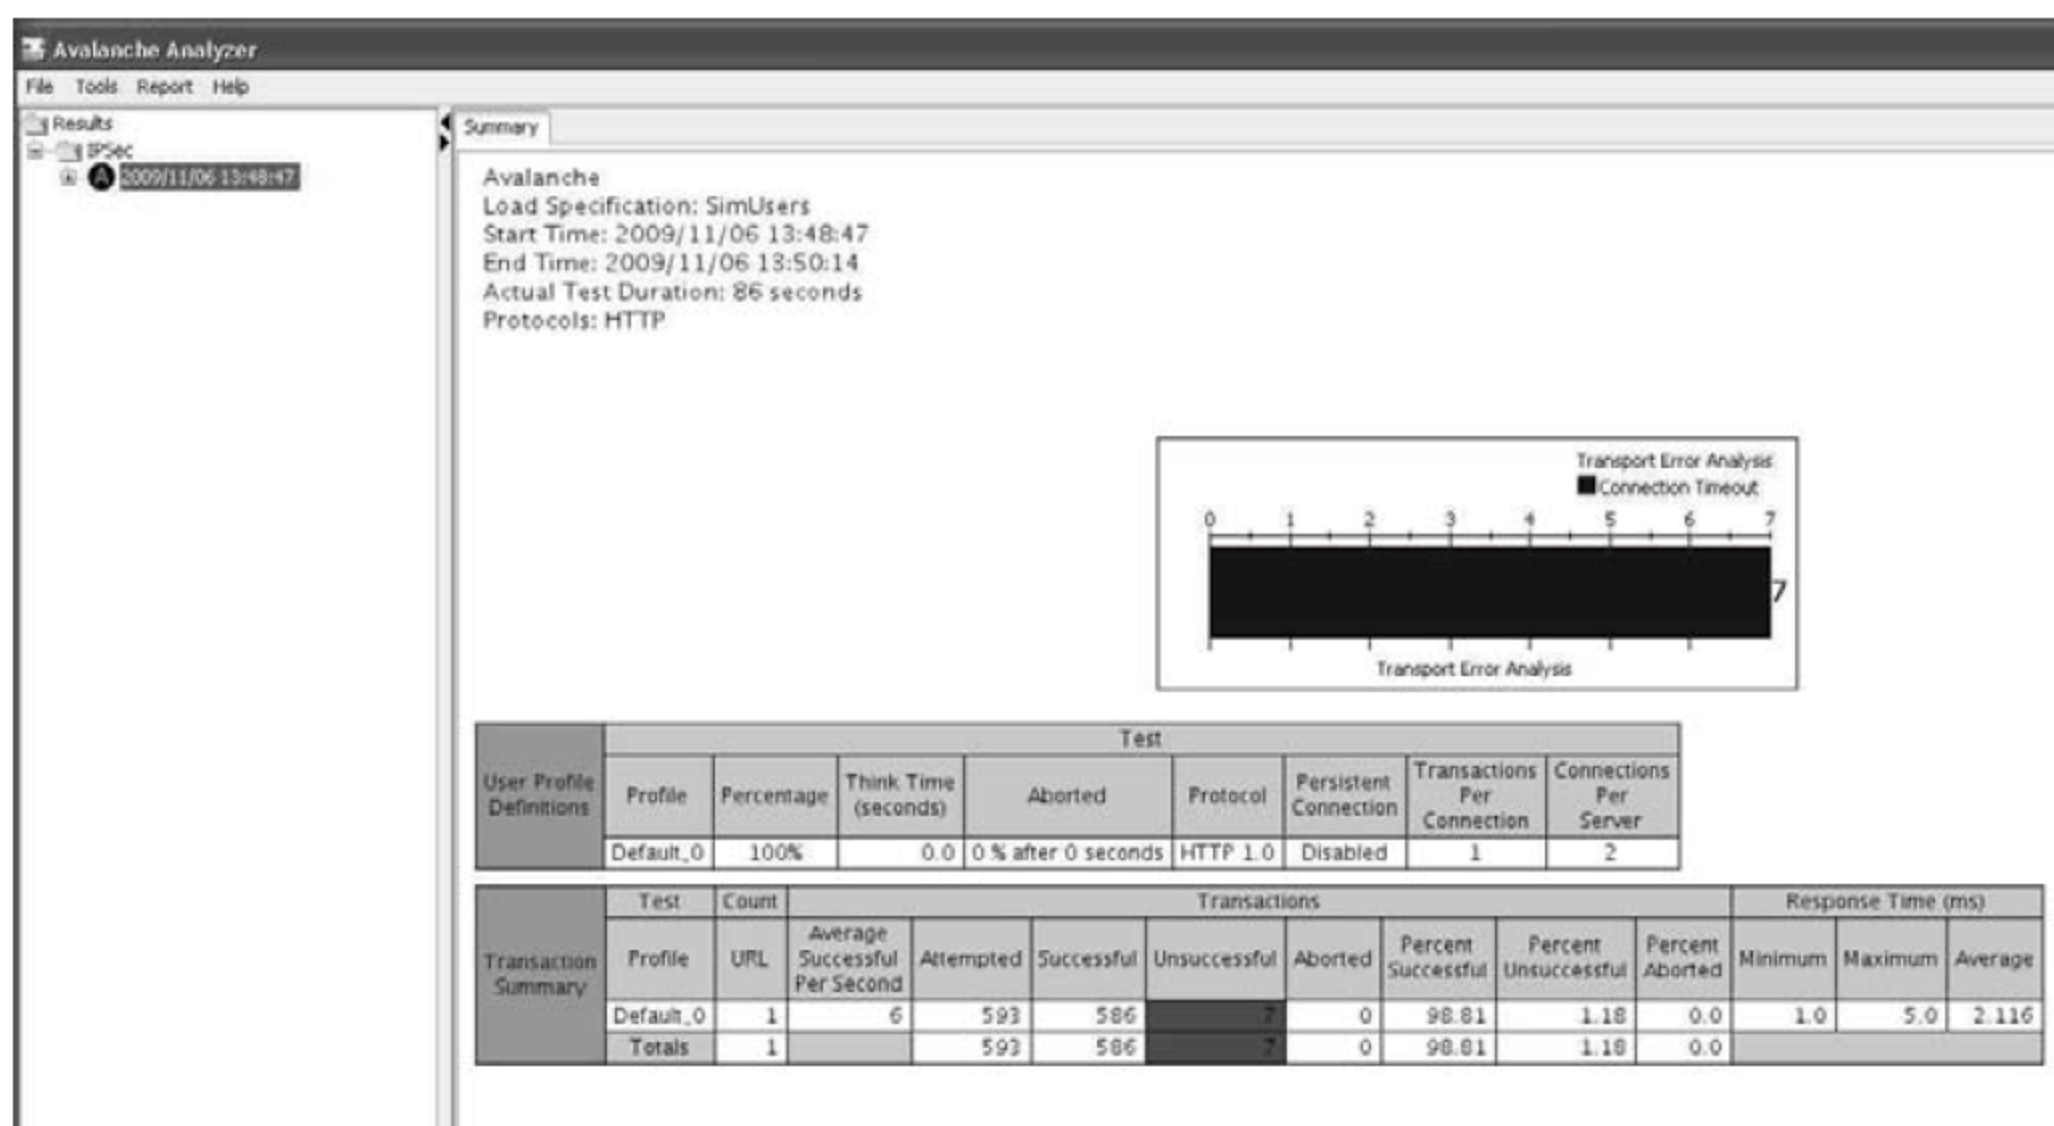 Avalanche Analyzer
File Tools Report Help
Results
IPSec
2009/11/06 13:48:47
Summary
Avalanche
Load Specification: SimUsers
Start Time: 2009/11/06 13:48:47
End Time: 2009/11/06 13:50:14
Actual Test Duration: 86 seconds
Protocols: HTTP
Transport Error Analysis
Connection Timeout
0 1 2 3 4 5 6 7
7
Transport Error Analysis
User Profile Definitions
Test
Profile Percentage Think Time (seconds) Aborted Protocol Persistent Connection Transactions Per Connection Connections Per Server
Default_0 100% 0.0 0 % after 0 seconds HTTP 1.0 Disabled 1 2
Transaction Summary
Test Count Transactions Response Time (ms)
Profile URL Average Successful Per Second Attempted Successful Unsuccessful Aborted Percent Successful Percent Unsuccessful Percent Aborted Minimum Maximum Average
Default_0 1 6 593 586 7 0 98.81 1.18 0.0 1.0 5.0 2.116
Totals 1 593 586 7 0 98.81 1.18 0.0